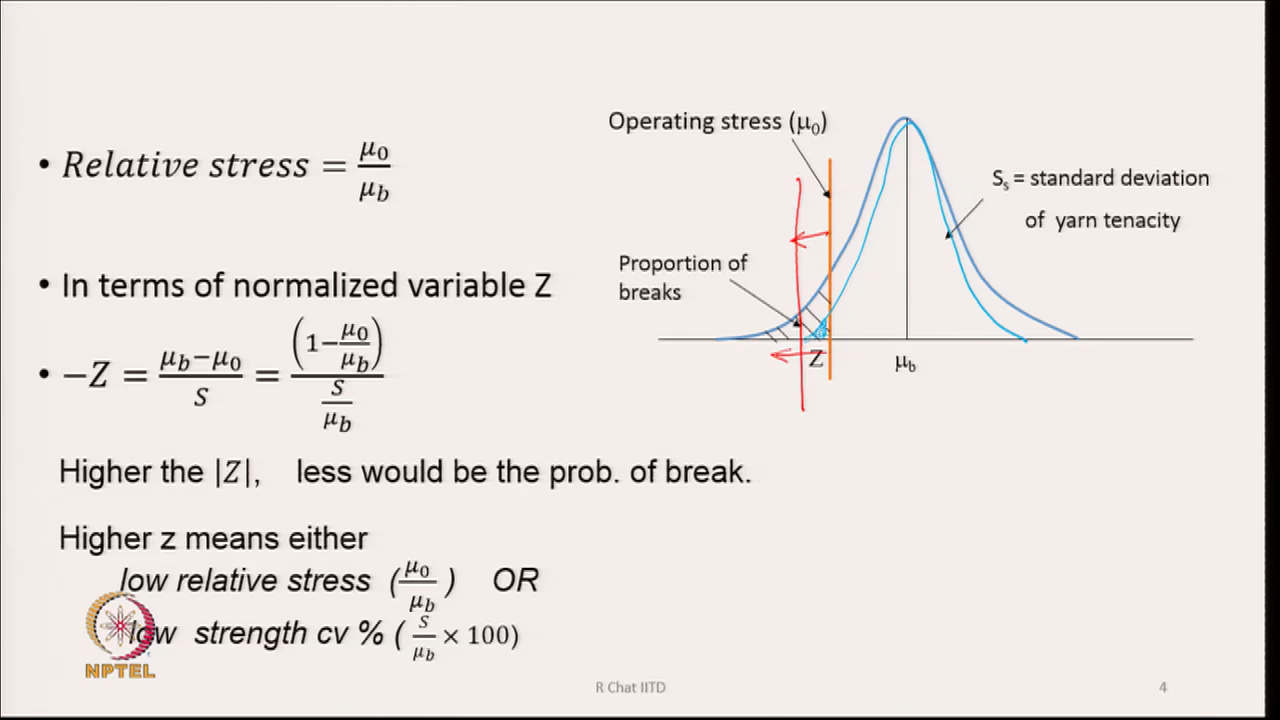 • Relative stress = μ0/μb
• In terms of normalized variable Z
• −Z = (μb−μ0)/S = (1−μ0/μb)/(S/μb)
Higher the |Z|, less would be the prob. of break.
Higher z means either
low relative stress (μ0/μb) OR
low strength cv % (S/μb × 100)
Operating stress (μ0)
Ss = standard deviation
of yarn tenacity
Proportion of
breaks
Z
μb
NPTEL
R Chat IITD
4